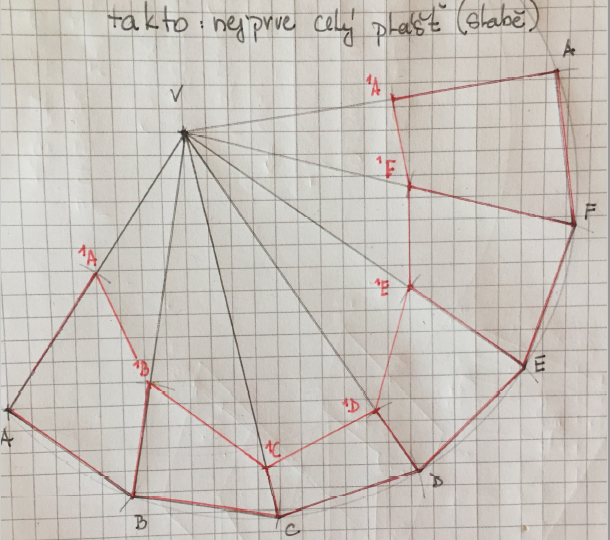 takto: nejprve celý plášť (slabě)
A
¹A
V
¹F
F
¹A
¹E
¹B
E
¹D
A
¹C
D
B
C